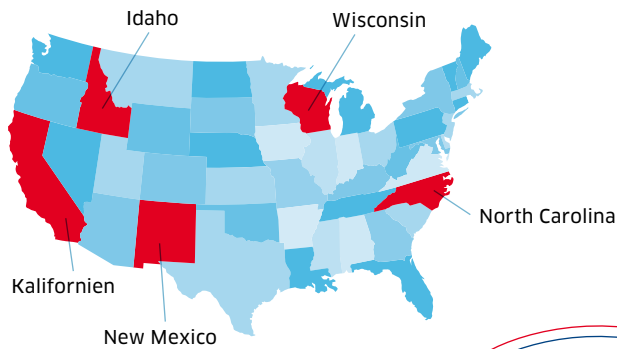 Idaho
Wisconsin
North Carolina
Kalifornien
New Mexico